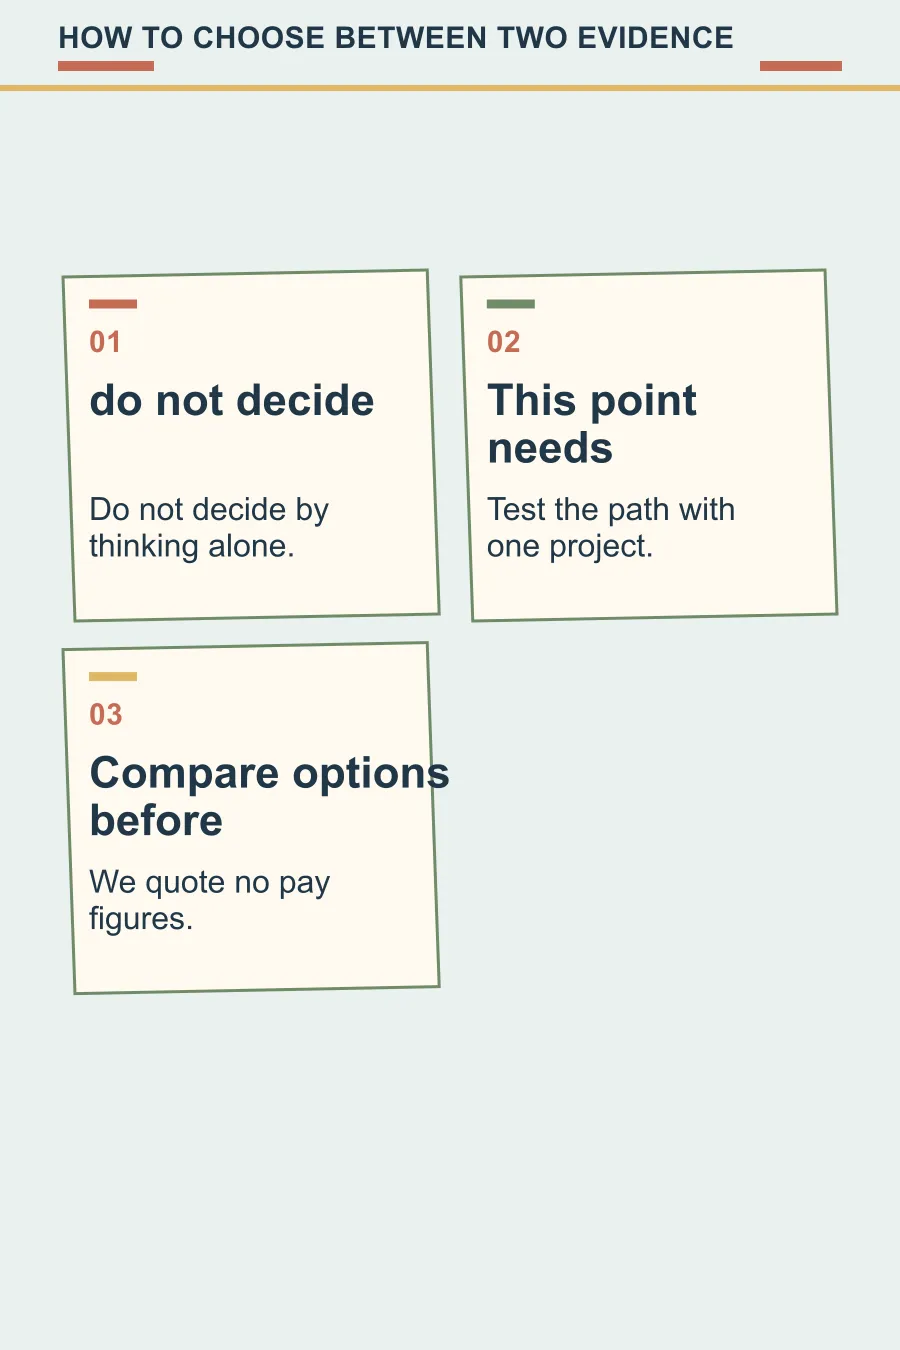 HOW TO CHOOSE BETWEEN TWO EVIDENCE
01
do not decide
Do not decide by
thinking alone.
02
This point
needs
Test the path with
one project.
03
Compare options
before
We quote no pay
figures.